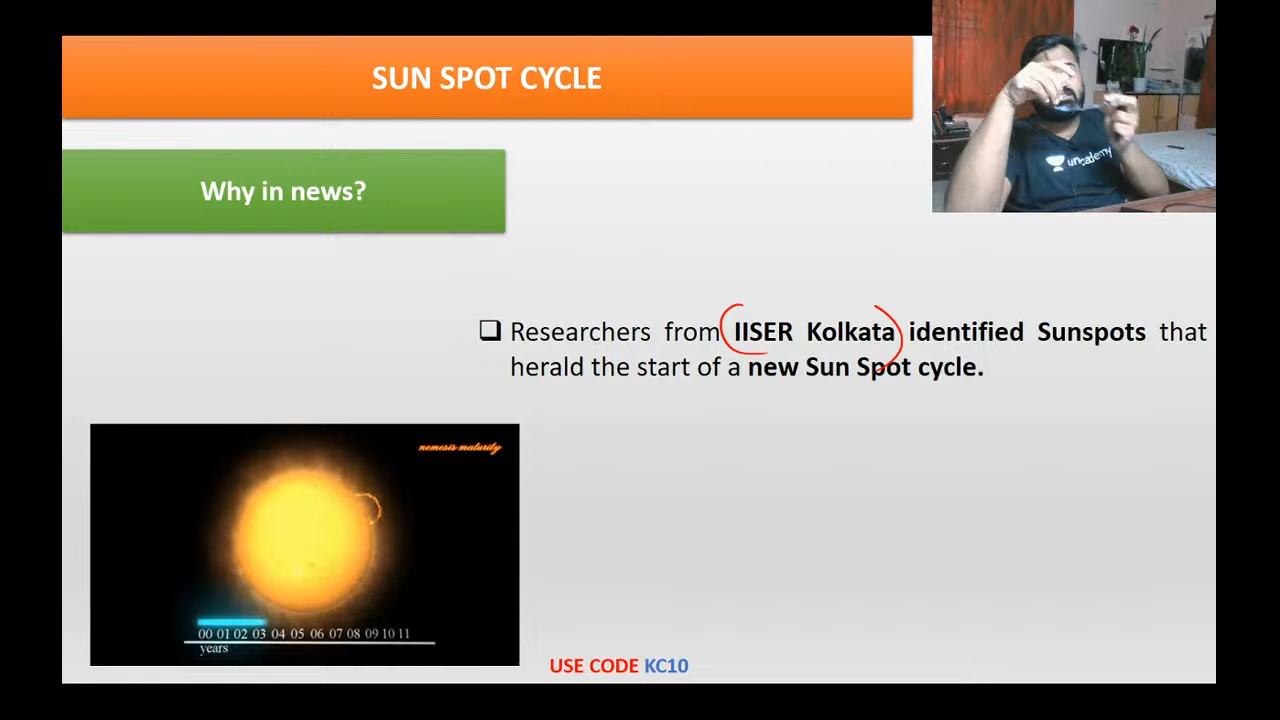 SUN SPOT CYCLE
unacademy
Why in news?
Researchers from IISER Kolkata identified Sunspots that
herald the start of a new Sun Spot cycle.
nemesis maturity
00 01 02 03 04 05 06 07 08 09 10 11
years
USE CODE KC10